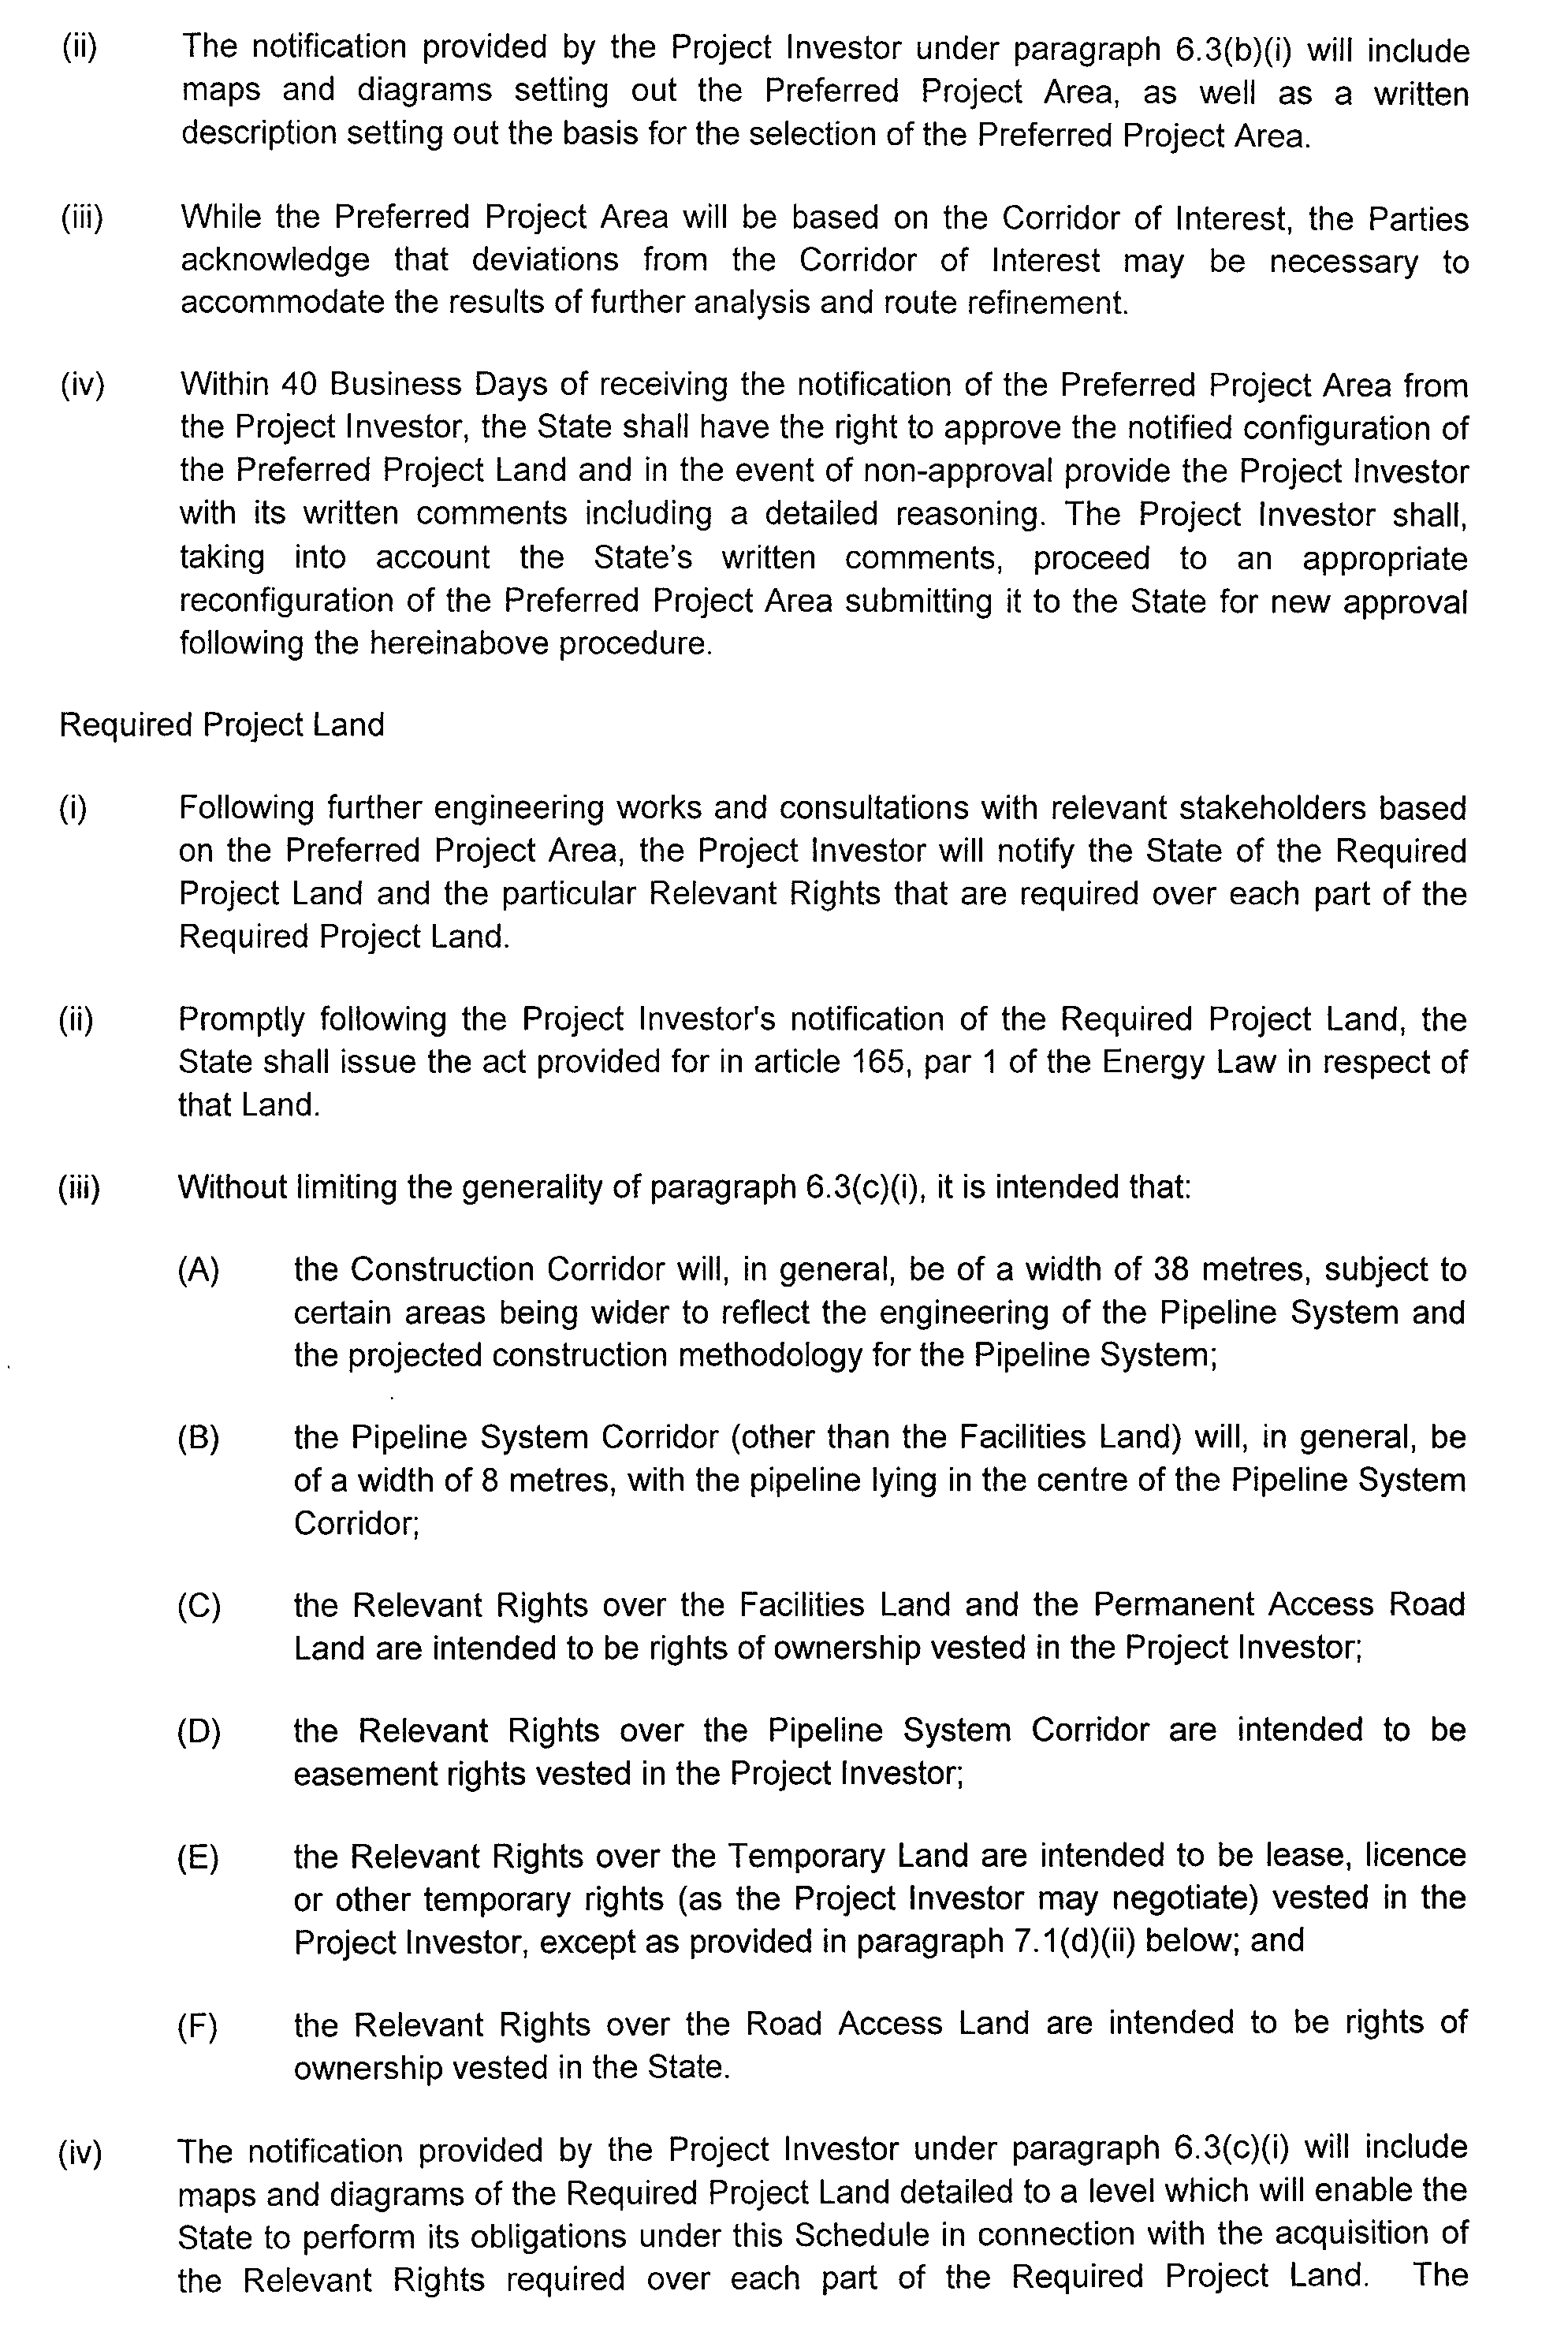 (ii) The notification provided by the Project Investor under paragraph 6.3(b)(i) will include
maps and diagrams setting out the Preferred Project Area, as well as a written
description setting out the basis for the selection of the Preferred Project Area.
(iii) While the Preferred Project Area will be based on the Corridor of Interest, the Parties
acknowledge that deviations from the Corridor of Interest may be necessary to
accommodate the results of further analysis and route refinement.
(iv) Within 40 Business Days of receiving the notification of the Preferred Project Area from
the Project Investor, the State shall have the right to approve the notified configuration of
the Preferred Project Land and in the event of non-approval provide the Project Investor
with its written comments including a detailed reasoning. The Project Investor shall,
taking into account the State's written comments, proceed to an appropriate
reconfiguration of the Preferred Project Area submitting it to the State for new approval
following the hereinabove procedure.
Required Project Land
(i) Following further engineering works and consultations with relevant stakeholders based
on the Preferred Project Area, the Project Investor will notify the State of the Required
Project Land and the particular Relevant Rights that are required over each part of the
Required Project Land.
(ii) Promptly following the Project Investor's notification of the Required Project Land, the
State shall issue the act provided for in article 165, par 1 of the Energy Law in respect of
that Land.
(iii) Without limiting the generality of paragraph 6.3(c)(i), it is intended that:
(A) the Construction Corridor will, in general, be of a width of 38 metres, subject to
certain areas being wider to reflect the engineering of the Pipeline System and
the projected construction methodology for the Pipeline System;
(B) the Pipeline System Corridor (other than the Facilities Land) will, in general, be
of a width of 8 metres, with the pipeline lying in the centre of the Pipeline System
Corridor;
(C) the Relevant Rights over the Facilities Land and the Permanent Access Road
Land are intended to be rights of ownership vested in the Project Investor;
(D) the Relevant Rights over the Pipeline System Corridor are intended to be
easement rights vested in the Project Investor;
(E) the Relevant Rights over the Temporary Land are intended to be lease, licence
or other temporary rights (as the Project Investor may negotiate) vested in the
Project Investor, except as provided in paragraph 7.1(d)(ii) below; and
(F) the Relevant Rights over the Road Access Land are intended to be rights of
ownership vested in the State.
(iv) The notification provided by the Project Investor under paragraph 6.3(c)(i) will include
maps and diagrams of the Required Project Land detailed to a level which will enable the
State to perform its obligations under this Schedule in connection with the acquisition of
the Relevant Rights required over each part of the Required Project Land. The